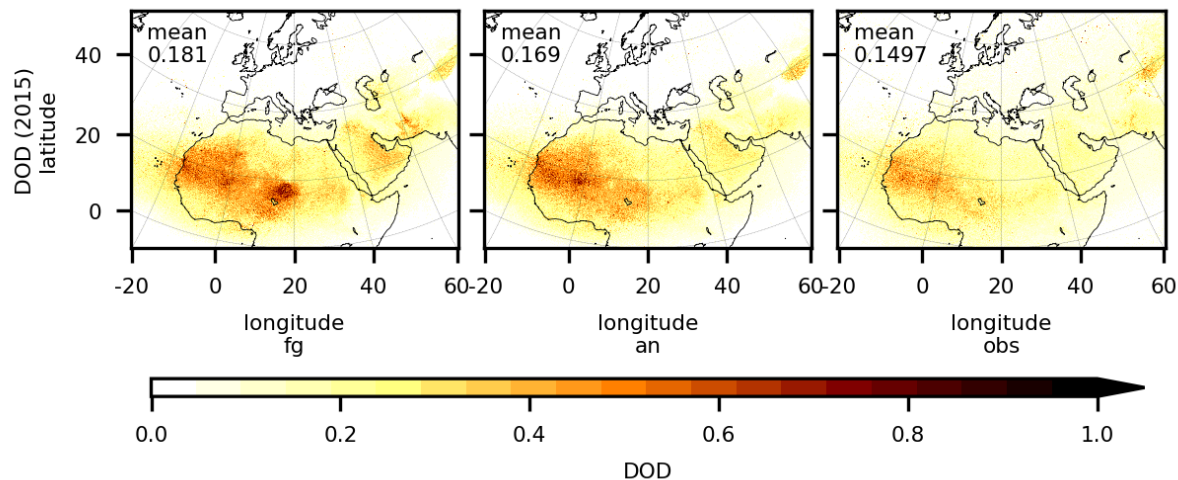 mean
0.181
mean
0.169
mean
0.1497
DOD (2015)
latitude
40
20
0
-20 0 20 40 60
-20 0 20 40 60
-20 0 20 40 60
longitude
fg
longitude
an
longitude
obs
0.0 0.2 0.4 0.6 0.8 1.0
DOD